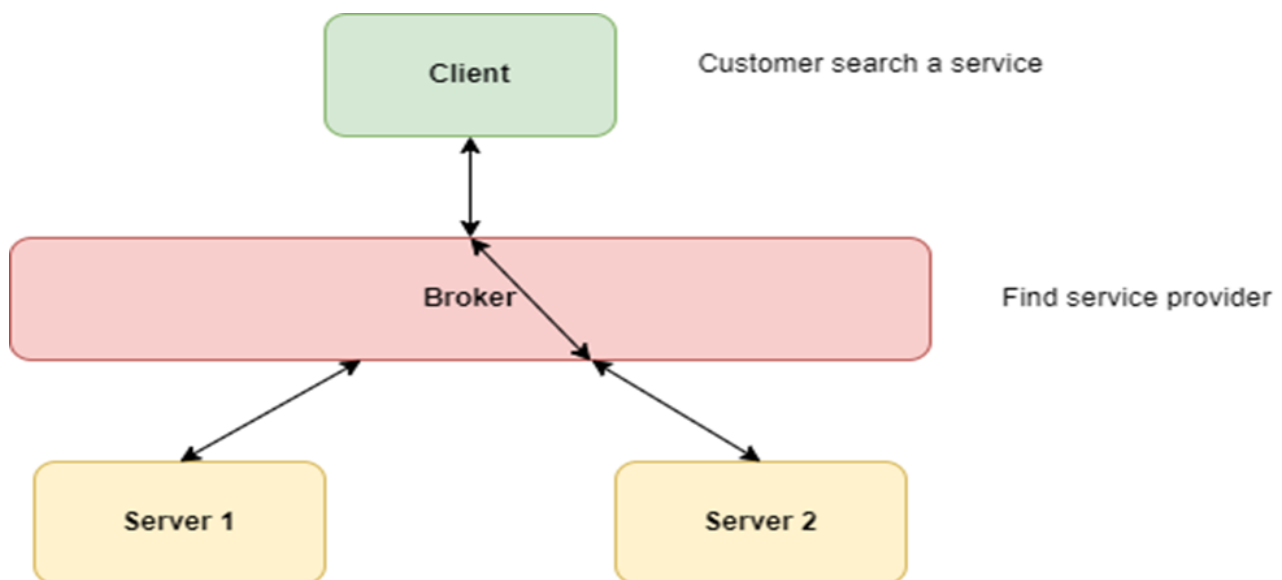 Client
Customer search a service
Broker
Find service provider
Server 1
Server 2